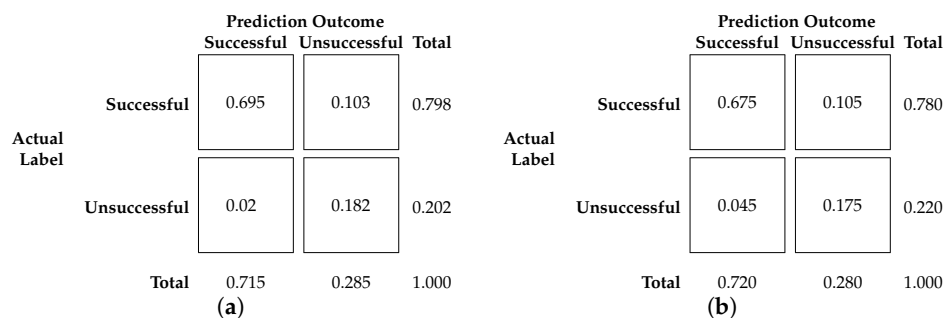 Prediction Outcome
Successful Unsuccessful Total
Successful 0.695 0.103 0.798
Actual
Label
Unsuccessful 0.02 0.182 0.202
Total 0.715 0.285 1.000
(a)
Prediction Outcome
Successful Unsuccessful Total
Successful 0.675 0.105 0.780
Actual
Label
Unsuccessful 0.045 0.175 0.220
Total 0.720 0.280 1.000
(b)